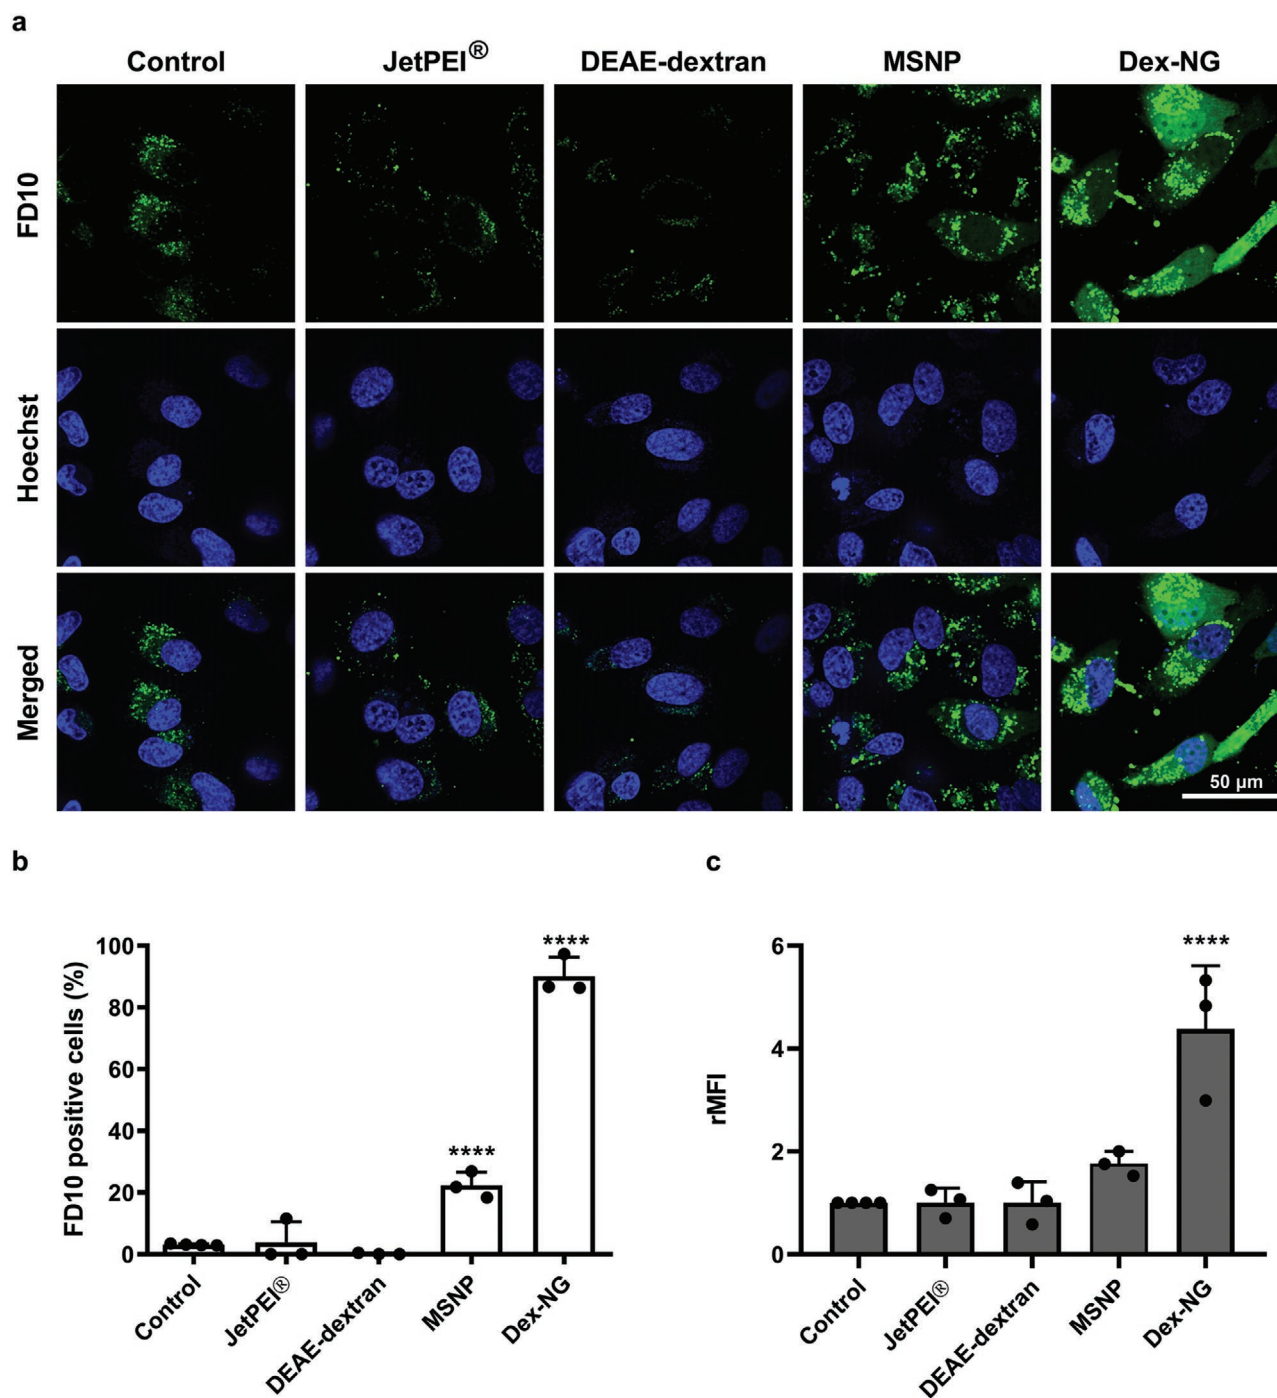 a
Control JetPEI® DEAE-dextran MSNP Dex-NG
FD10
Hoechst
Merged
50 µm
b
c
FD10 positive cells (%)
100
80
60
40
20
0
****
****
Control JetPEI® DEAE-dextran MSNP Dex-NG
rMFI
6
4
2
0
****
Control JetPEI® DEAE-dextran MSNP Dex-NG